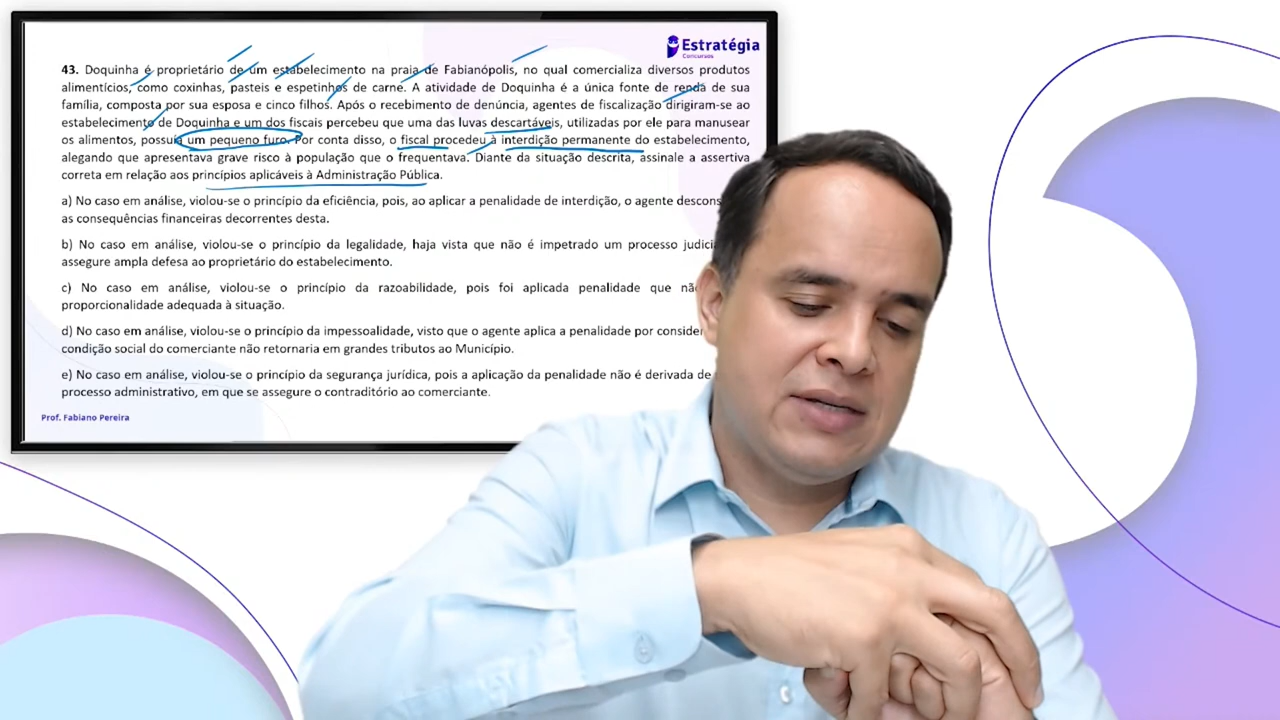 Estratégia
Concursos
43. Doquinha é proprietário de um estabelecimento na praia de Fabianópolis, no qual comercializa diversos produtos
alimentícios, como coxinhas, pasteis e espetinhos de carne. A atividade de Doquinha é a única fonte de renda de sua
família, composta por sua esposa e cinco filhos. Após o recebimento de denúncia, agentes de fiscalização dirigiram-se ao
estabelecimento de Doquinha e um dos fiscais percebeu que uma das luvas descartáveis, utilizadas por ele para manusear
os alimentos, possuía um pequeno furo. Por conta disso, o fiscal procedeu à interdição permanente do estabelecimento,
alegando que apresentava grave risco à população que o frequentava. Diante da situação descrita, assinale a assertiva
correta em relação aos princípios aplicáveis à Administração Pública.
a) No caso em análise, violou-se o princípio da eficiência, pois, ao aplicar a penalidade de interdição, o agente
as consequências financeiras decorrentes desta.
b) No caso em análise, violou-se o princípio da legalidade, haja vista que não é impetrado um processo
assegure ampla defesa ao proprietário do estabelecimento.
c) No caso em análise, violou-se o princípio da razoabilidade, pois foi aplicada penalidade que
proporcionalidade adequada à situação.
d) No caso em análise, violou-se o princípio da impessoalidade, visto que o agente aplica a penalidade por
condição social do comerciante não retornaria em grandes tributos ao Município.
e) No caso em análise, violou-se o princípio da segurança jurídica, pois a aplicação da penalidade não é derivada de
processo administrativo, em que se assegure o contraditório ao comerciante.
Prof. Fabiano Pereira